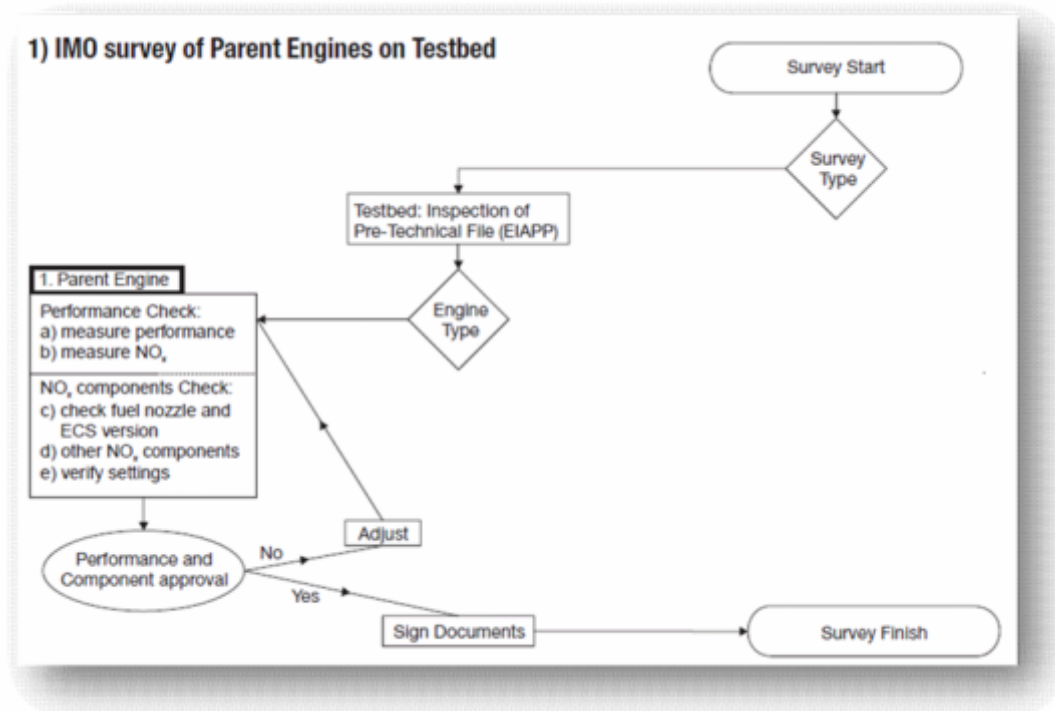 1) IMO survey of Parent Engines on Testbed
Survey Start
Survey
Type
Testbed: Inspection of
Pre-Technical File (EIAPP)
Engine
Type
1. Parent Engine
Performance Check:
a) measure performance
b) measure NOx
NOx components Check:
c) check fuel nozzle and
ECS version
d) other NOx components
e) verify settings
Adjust
Performance and
Component approval
No
Yes
Sign Documents
Survey Finish